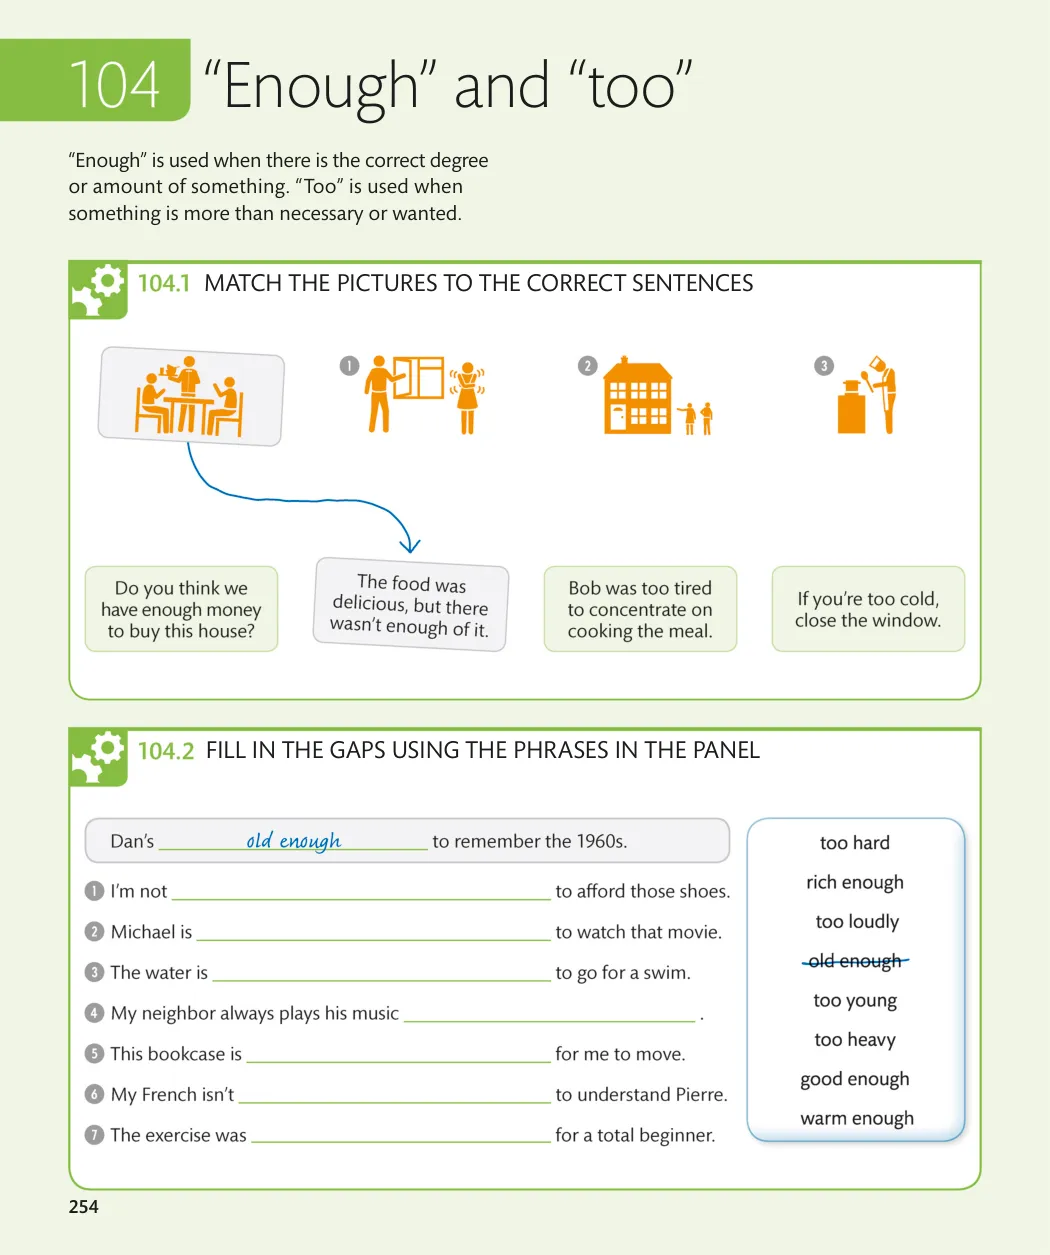 104 “Enough” and “too”
“Enough” is used when there is the correct degree
or amount of something. “Too” is used when
something is more than necessary or wanted.
104.1 MATCH THE PICTURES TO THE CORRECT SENTENCES
1
2
3
Do you think we
have enough money
to buy this house?
The food was
delicious, but there
wasn’t enough of it.
Bob was too tired
to concentrate on
cooking the meal.
If you’re too cold,
close the window.
104.2 FILL IN THE GAPS USING THE PHRASES IN THE PANEL
Dan’s old enough to remember the 1960s.
1 I’m not to afford those shoes.
2 Michael is to watch that movie.
3 The water is to go for a swim.
4 My neighbor always plays his music .
5 This bookcase is for me to move.
6 My French isn’t to understand Pierre.
7 The exercise was for a total beginner.
too hard
rich enough
too loudly
old enough
too young
too heavy
good enough
warm enough
254